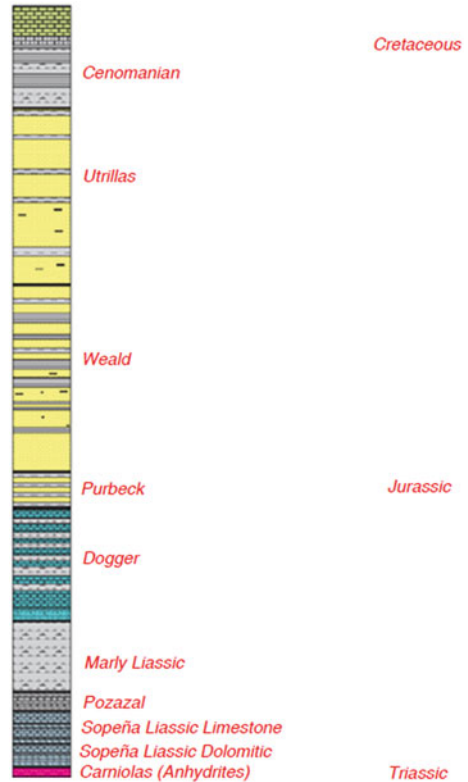 Cretaceous
Cenomanian
Utrillas
Weald
Purbeck
Jurassic
Dogger
Marly Liassic
Pozazal
Sopeña Liassic Limestone
Sopeña Liassic Dolomitic
Carniolas (Anhydrites)
Triassic